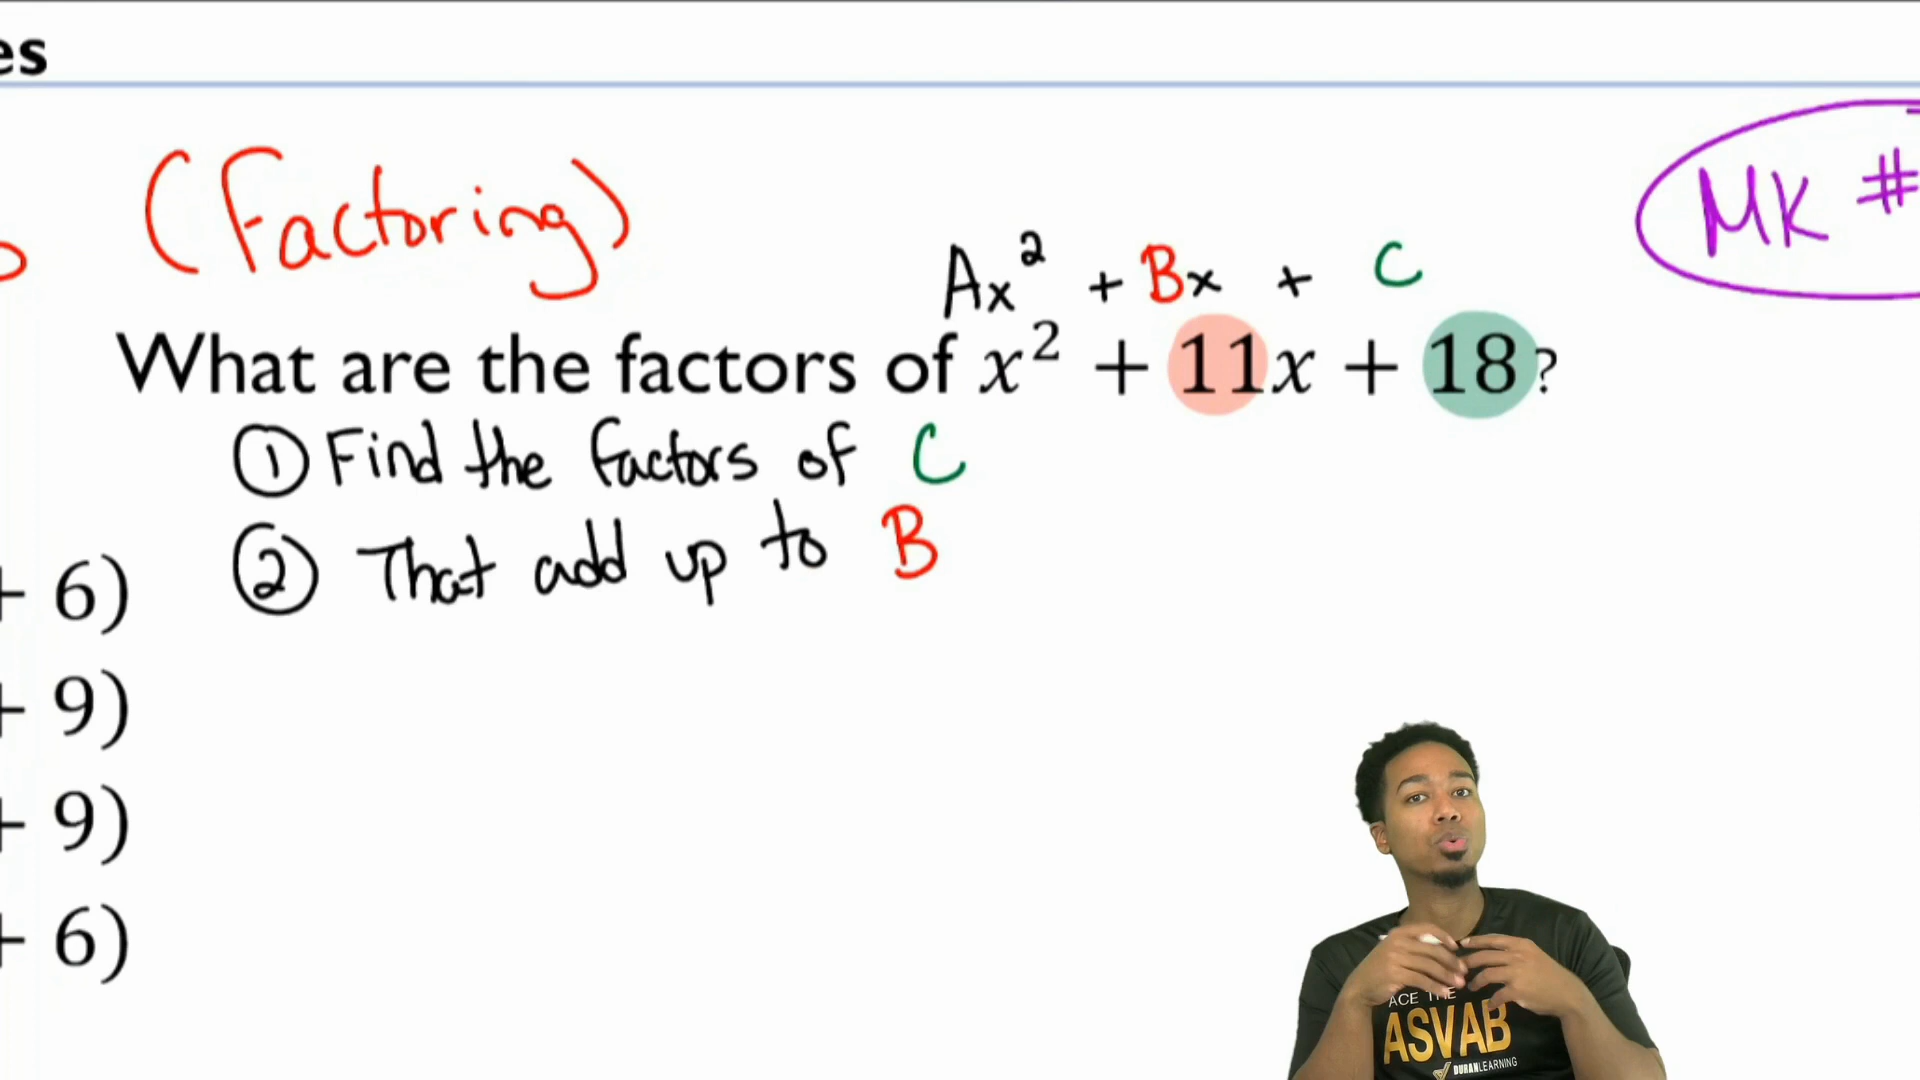 es
(Factoring)
MK #
Ax² + Bx + C
What are the factors of x² + 11x + 18?
① Find the factors of C
② That add up to B
+ 6)
+ 9)
+ 9)
+ 6)
ACE THE
ASVAB
DURANLEARNING